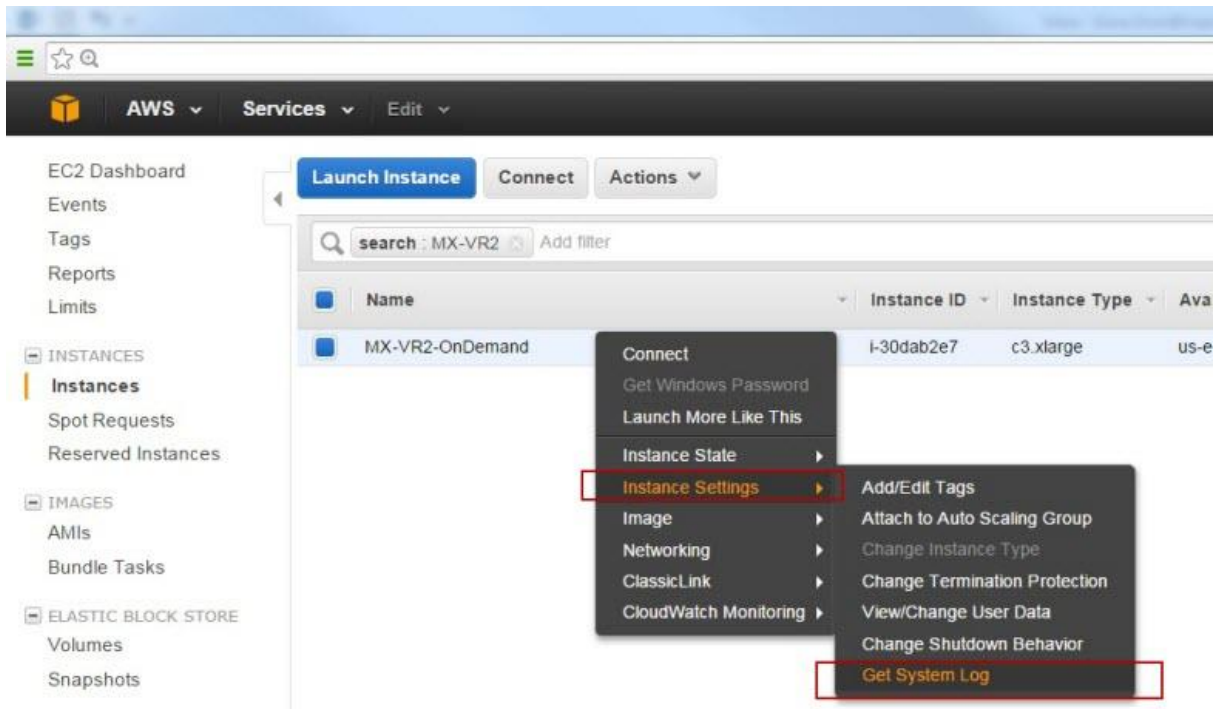 AWS Services Edit
EC2 Dashboard
Events
Tags
Reports
Limits
INSTANCES
Instances
Spot Requests
Reserved Instances
IMAGES
AMIs
Bundle Tasks
ELASTIC BLOCK STORE
Volumes
Snapshots
Launch Instance Connect Actions
search : MX-VR2 Add filter
Name Instance ID Instance Type Ava
MX-VR2-OnDemand i-30dab2e7 c3.xlarge us-e
Connect
Get Windows Password
Launch More Like This
Instance State
Instance Settings
Image
Networking
ClassicLink
CloudWatch Monitoring
Add/Edit Tags
Attach to Auto Scaling Group
Change Instance Type
Change Termination Protection
View/Change User Data
Change Shutdown Behavior
Get System Log